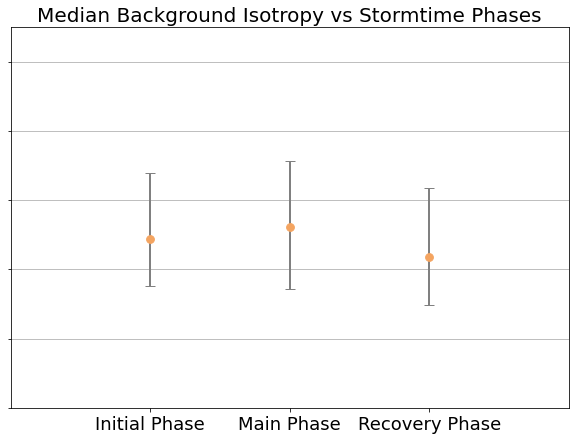 Median Background Isotropy vs Stormtime Phases
Initial Phase Main Phase Recovery Phase